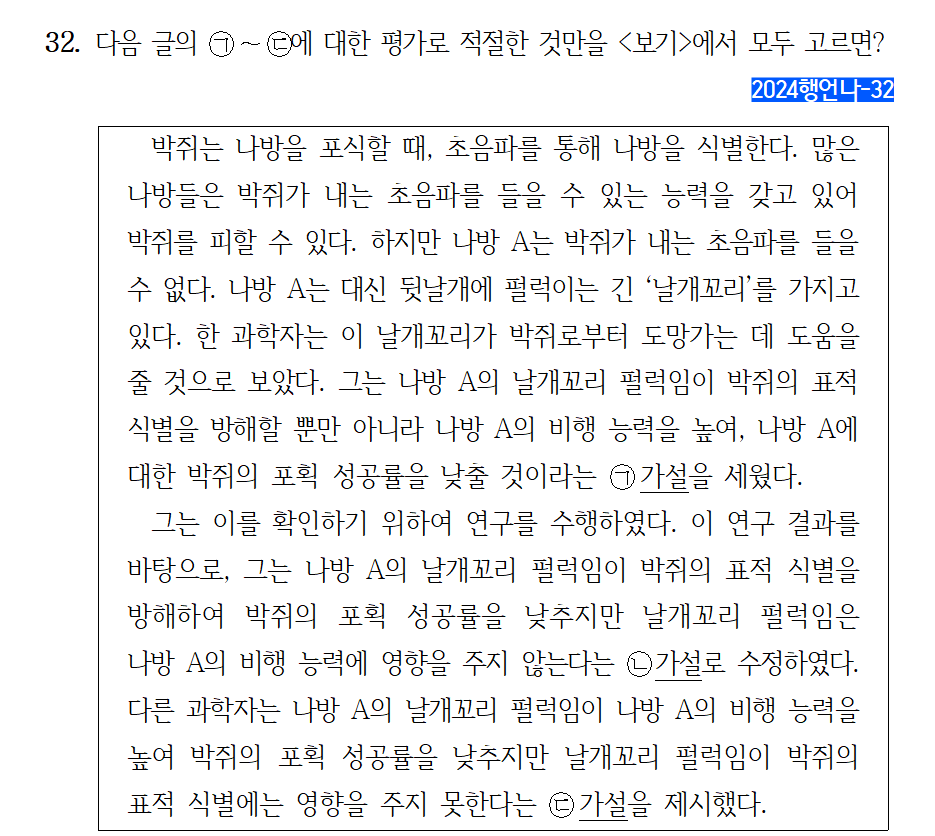 32. 다음 글의 ㉠～㉢에 대한 평가로 적절한 것만을 <보기>에서 모두 고르면?
2024행언나-32
박쥐는 나방을 포식할 때, 초음파를 통해 나방을 식별한다. 많은
나방들은 박쥐가 내는 초음파를 들을 수 있는 능력을 갖고 있어
박쥐를 피할 수 있다. 하지만 나방 A는 박쥐가 내는 초음파를 들을
수 없다. 나방 A는 대신 뒷날개에 펄럭이는 긴 ‘날개꼬리’를 가지고
있다. 한 과학자는 이 날개꼬리가 박쥐로부터 도망가는 데 도움을
줄 것으로 보았다. 그는 나방 A의 날개꼬리 펄럭임이 박쥐의 표적
식별을 방해할 뿐만 아니라 나방 A의 비행 능력을 높여, 나방 A에
대한 박쥐의 포획 성공률을 낮출 것이라는 ㉠가설을 세웠다.
그는 이를 확인하기 위하여 연구를 수행하였다. 이 연구 결과를
바탕으로, 그는 나방 A의 날개꼬리 펄럭임이 박쥐의 표적 식별을
방해하여 박쥐의 포획 성공률을 낮추지만 날개꼬리 펄럭임은
나방 A의 비행 능력에 영향을 주지 않는다는 ㉡가설로 수정하였다.
다른 과학자는 나방 A의 날개꼬리 펄럭임이 나방 A의 비행 능력을
높여 박쥐의 포획 성공률을 낮추지만 날개꼬리 펄럭임이 박쥐의
표적 식별에는 영향을 주지 못한다는 ㉢가설을 제시했다.